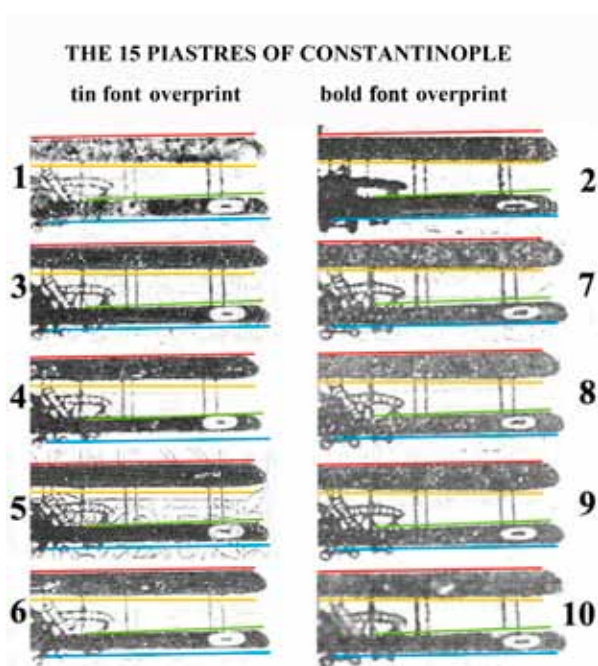 THE 15 PIASTRES OF CONSTANTINOPLE
tin font overprint bold font overprint
1 2
3 7
4 8
5 9
6 10